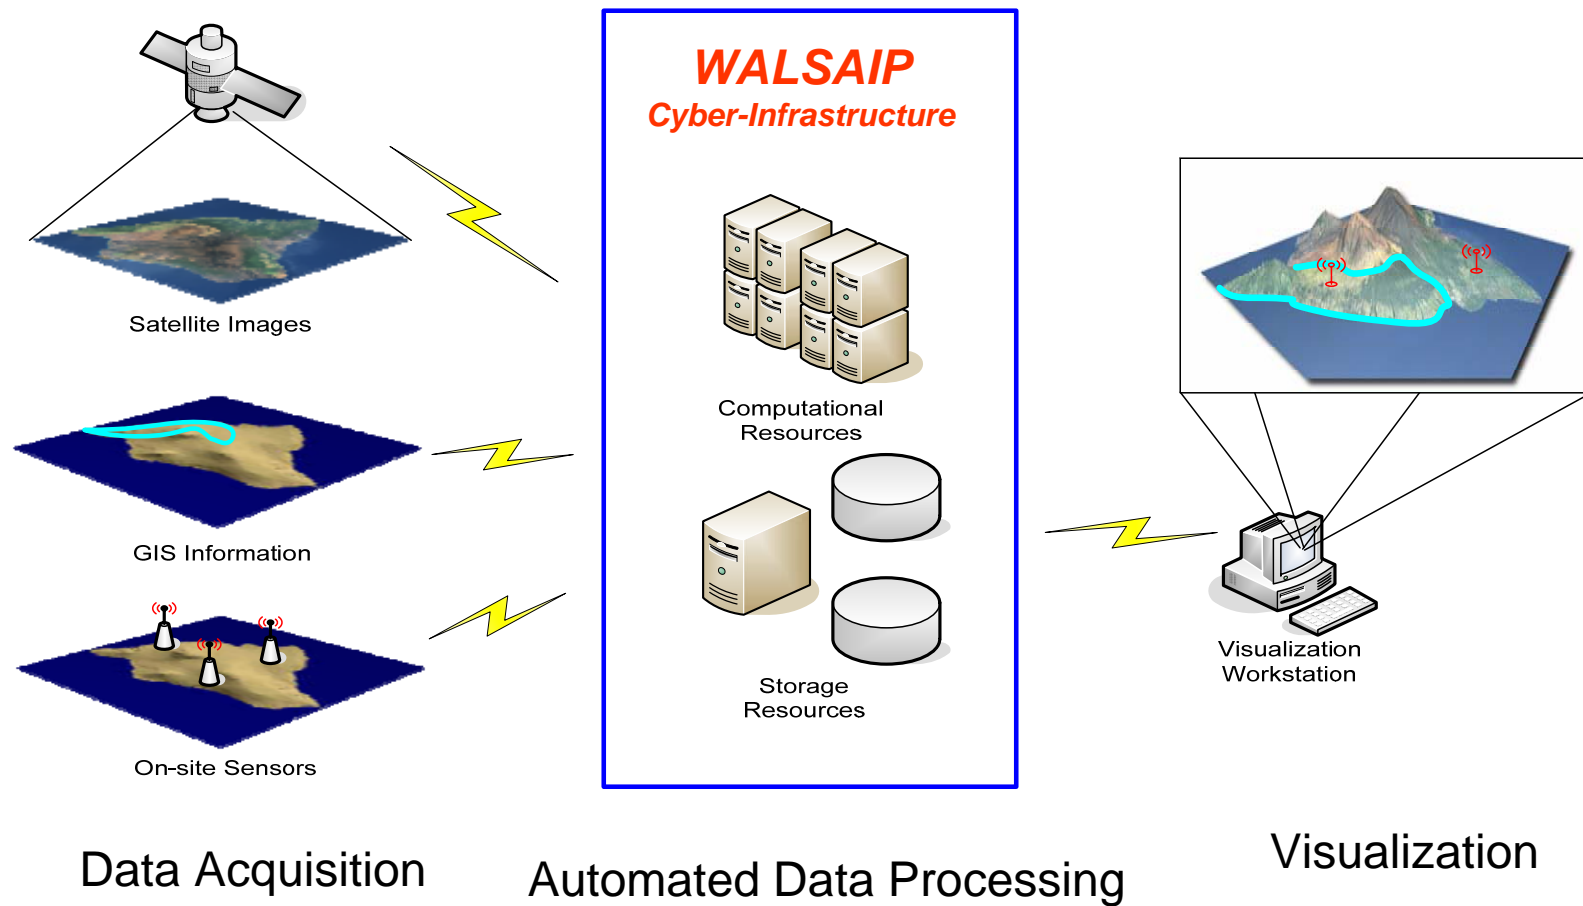 WALSAIP
Cyber-Infrastructure
Satellite Images
GIS Information
On-site Sensors
Computational
Resources
Storage
Resources
Visualization
Workstation
Data Acquisition
Automated Data Processing
Visualization